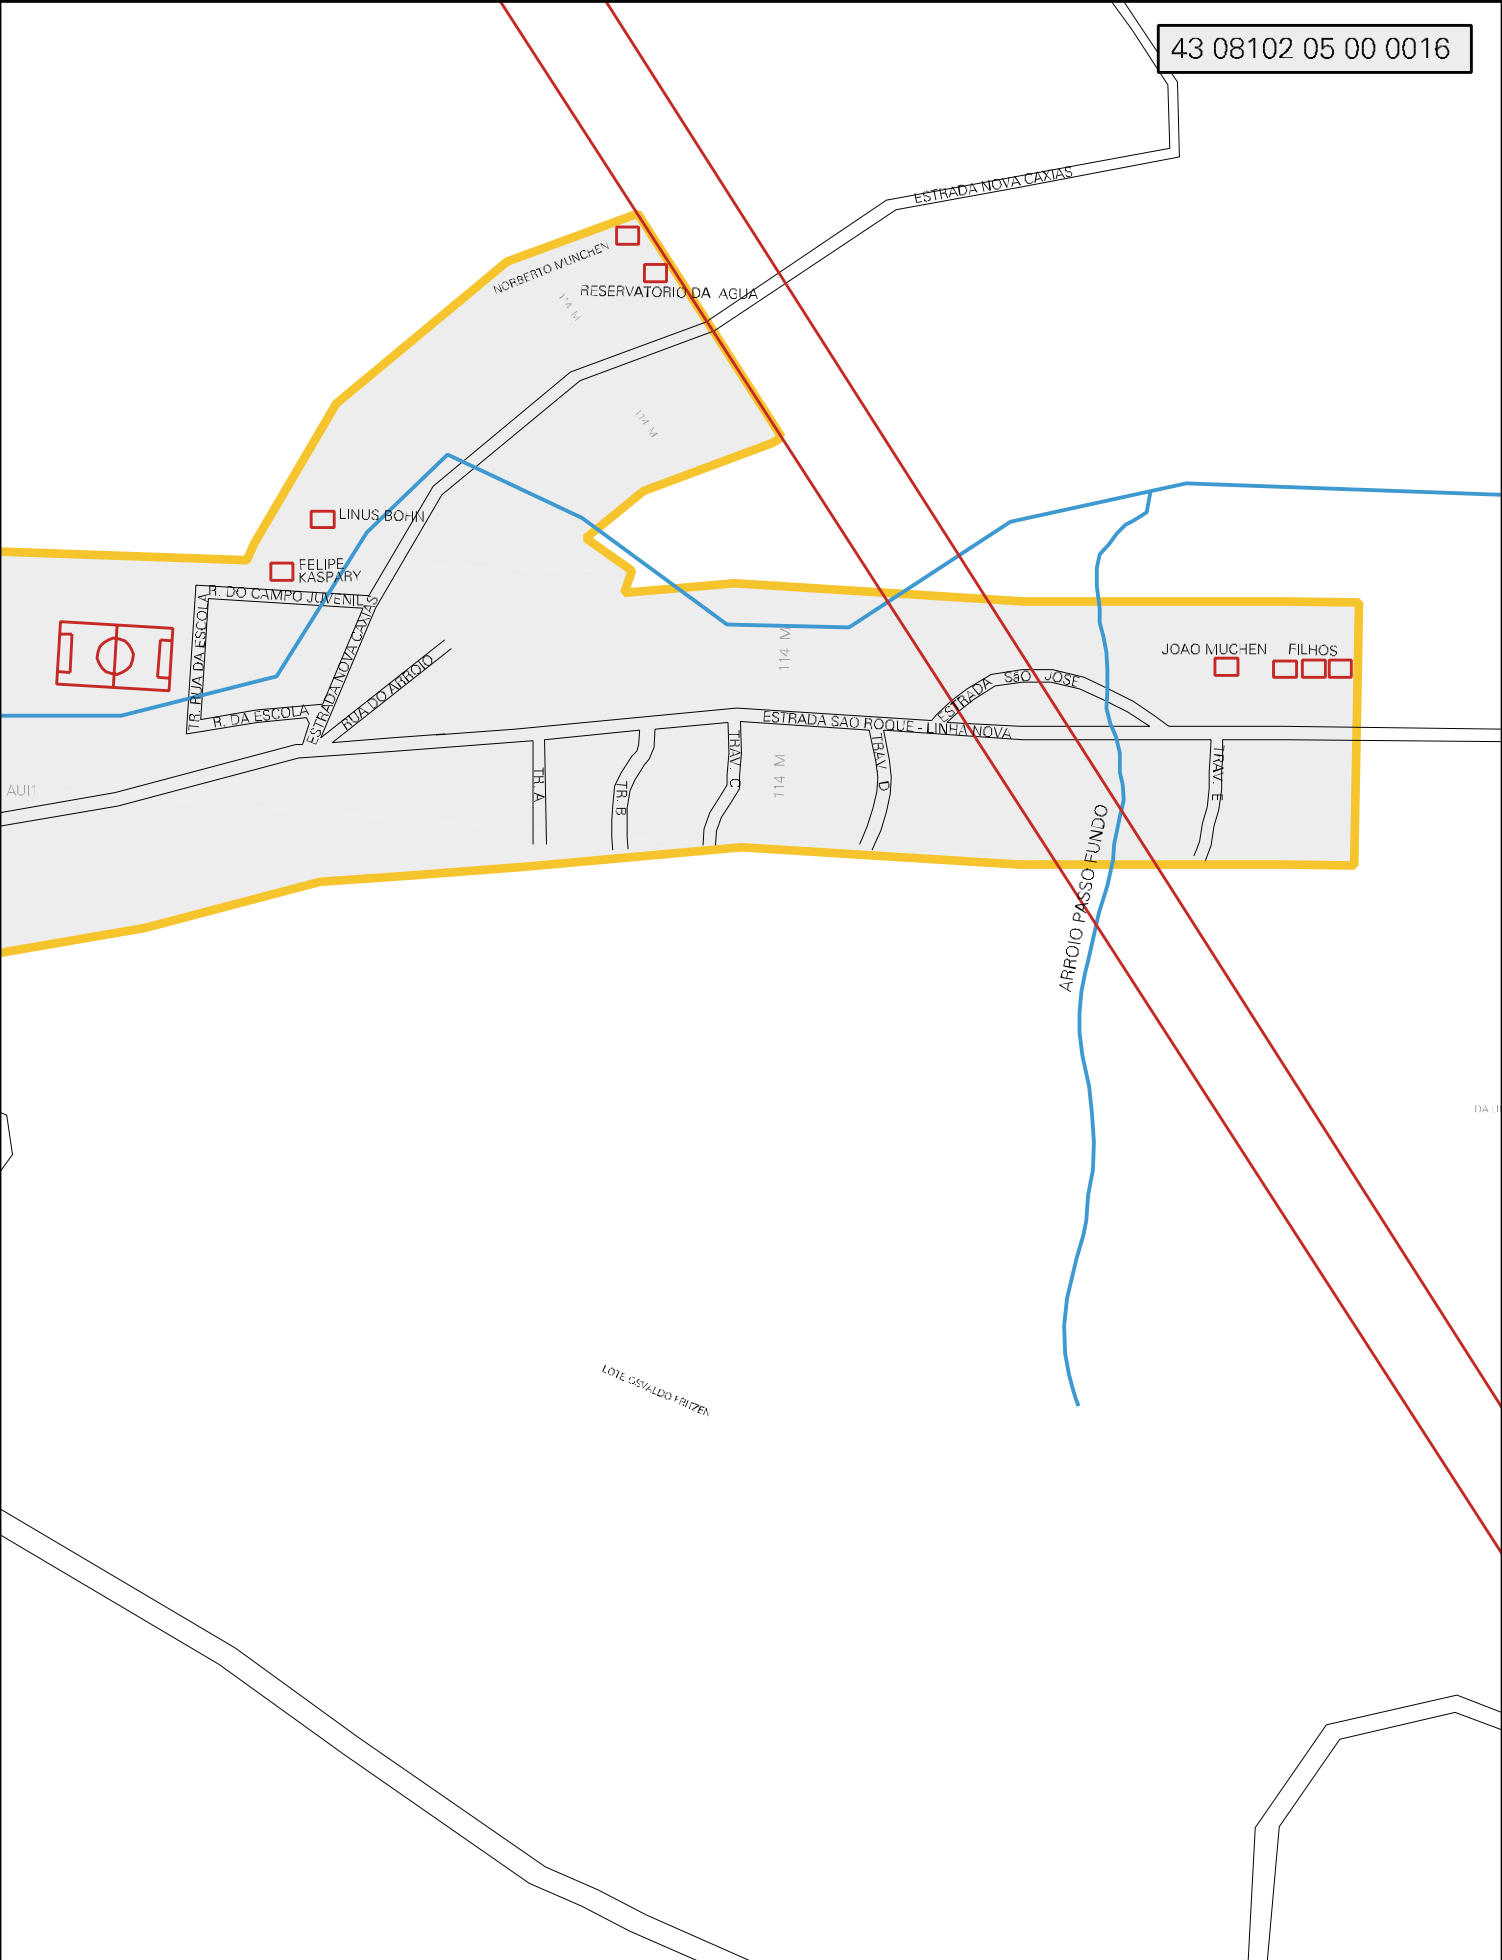 43 08102 05 00 0016
ESTRADA NOVA CAXIAS
NORBERTO MUNCHEN
RESERVATORIO DA AGUA
114 M
114 M
LINUS BOHN
FELIPE
KASPARY
R. DO CAMPO JUVENIL
TR. RUA DA ESCOLA
ESTRADA NOVA CAXIAS
RUA DO ARROIO
R. DA ESCOLA
114 M
JOAO MUCHEN
FILHOS
ESTRADA SãO JOSE
ESTRADA SAO ROQUE - LINHA NOVA
TR. A
TR. B
TRAV. C
114 M
TRAV. D
TRAV. E
ARROIO PASSO FUNDO
LOTE OSVALDO FRITZEN